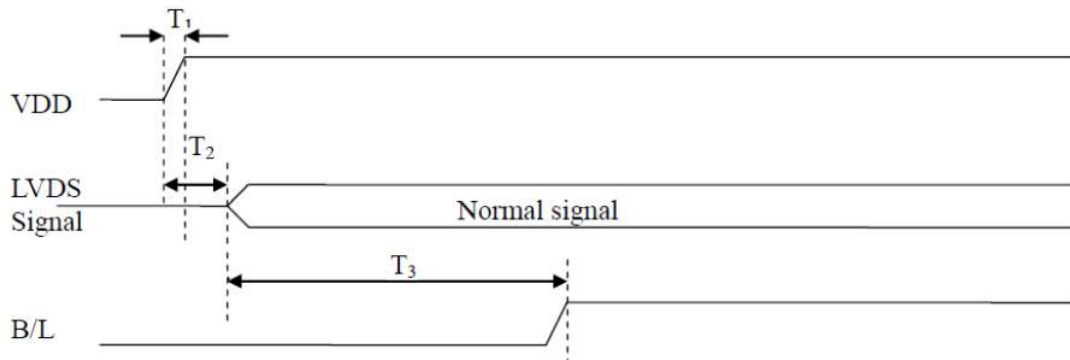 T₁
VDD
T₂
LVDS
Signal
Normal signal
T₃
B/L